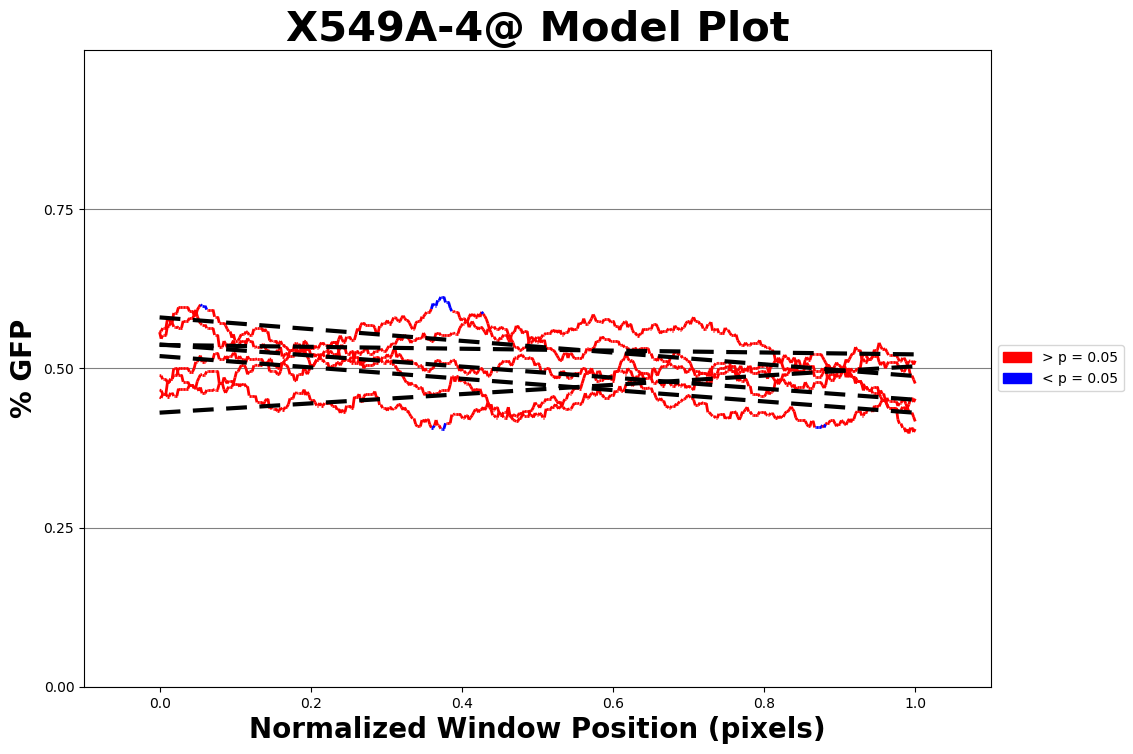 X549A-4@ Model Plot
% GFP
0.75
0.50
0.25
0.00
0.0 0.2 0.4 0.6 0.8 1.0
Normalized Window Position (pixels)
> p = 0.05
< p = 0.05